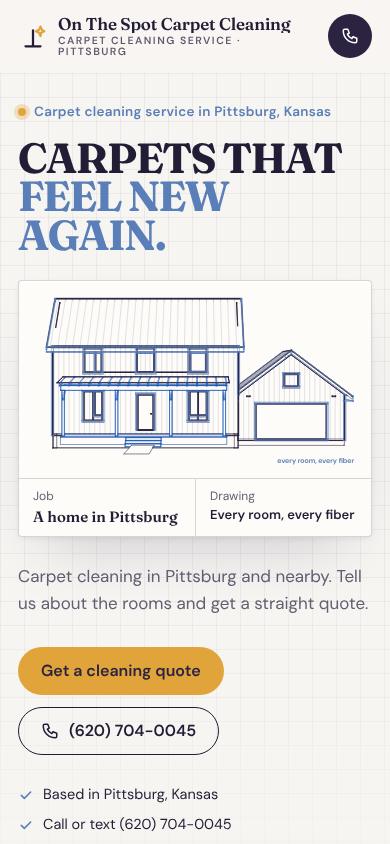 On The Spot Carpet Cleaning
CARPET CLEANING SERVICE ·
PITTSBURG
Carpet cleaning service in Pittsburg, Kansas
CARPETS THAT
FEEL NEW
AGAIN.
every room, every fiber
Job
A home in Pittsburg
Drawing
Every room, every fiber
Carpet cleaning in Pittsburg and nearby. Tell
us about the rooms and get a straight quote.
Get a cleaning quote
(620) 704-0045
Based in Pittsburg, Kansas
Call or text (620) 704-0045